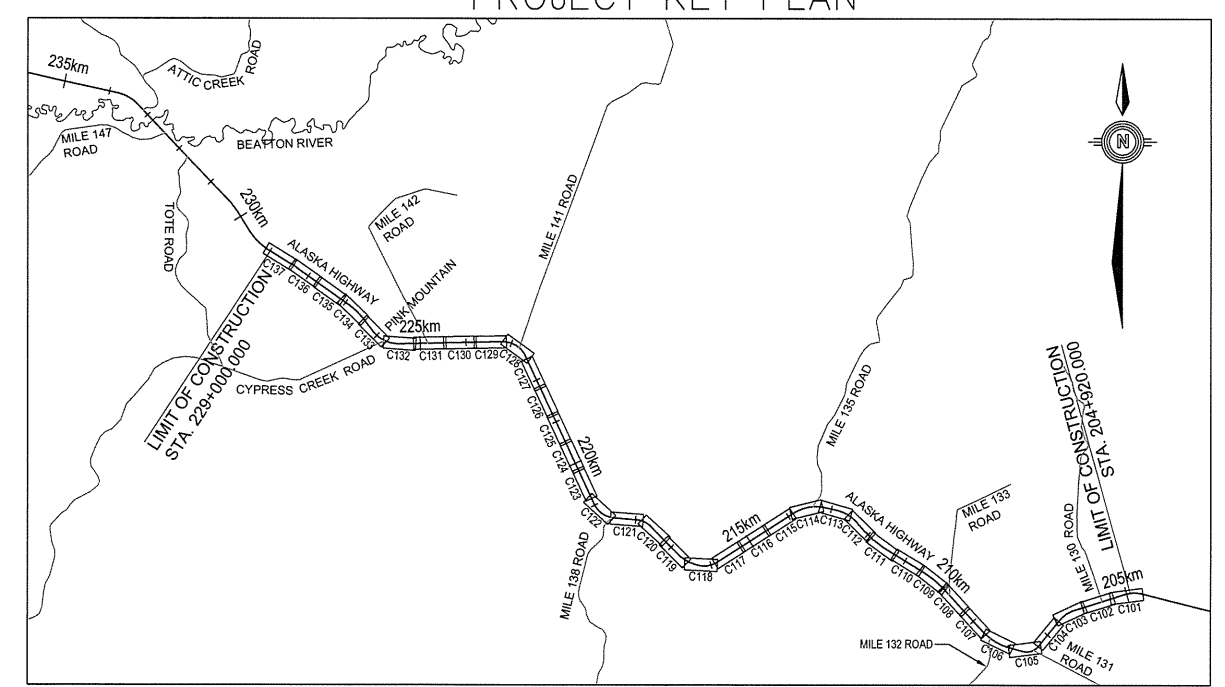 PROJECT KEY PLAN
235km
ATTIC CREEK ROAD
MILE 147
ROAD
BEATTON RIVER
TOTE ROAD
230km
MILE 142
ROAD
MILE 141 ROAD
N
ALASKA HIGHWAY
PINK MOUNTAIN
C137
C136
C135
C134
C133
225km
C132
C131
C130
C129
C128
C127
C126
C125
C124
C123
C122
220km
LIMIT OF CONSTRUCTION
STA. 229+000.000
CYPRESS CREEK ROAD
MILE 138 ROAD
C121
C120
C119
C118
C117
C116
C115
C114
C113
C112
215km
MILE 135 ROAD
ALASKA HIGHWAY
C111
C110
C109
C108
C107
C106
C105
C104
C103
C102
C101
210km
MILE 133
ROAD
LIMIT OF CONSTRUCTION
STA. 204+920.000
MILE 130 ROAD
205km
MILE 132 ROAD
MILE 131
ROAD